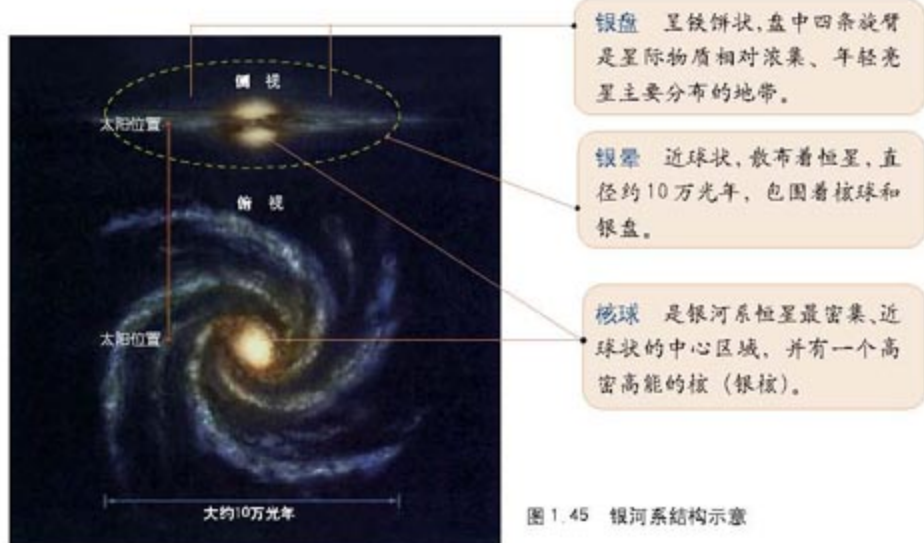 银盘 呈铁饼状,盘中四条旋臂
是星际物质相对浓集、年轻亮
星主要分布的地带。
侧 视
太阳位置
银晕 近球状,散布着恒星,直
径约10万光年,包围着核球和
银盘。
俯 视
核球 是银河系恒星最密集、近
球状的中心区域,并有一个高
密高能的核(银核)。
太阳位置
大约10万光年
图 1.45 银河系结构示意